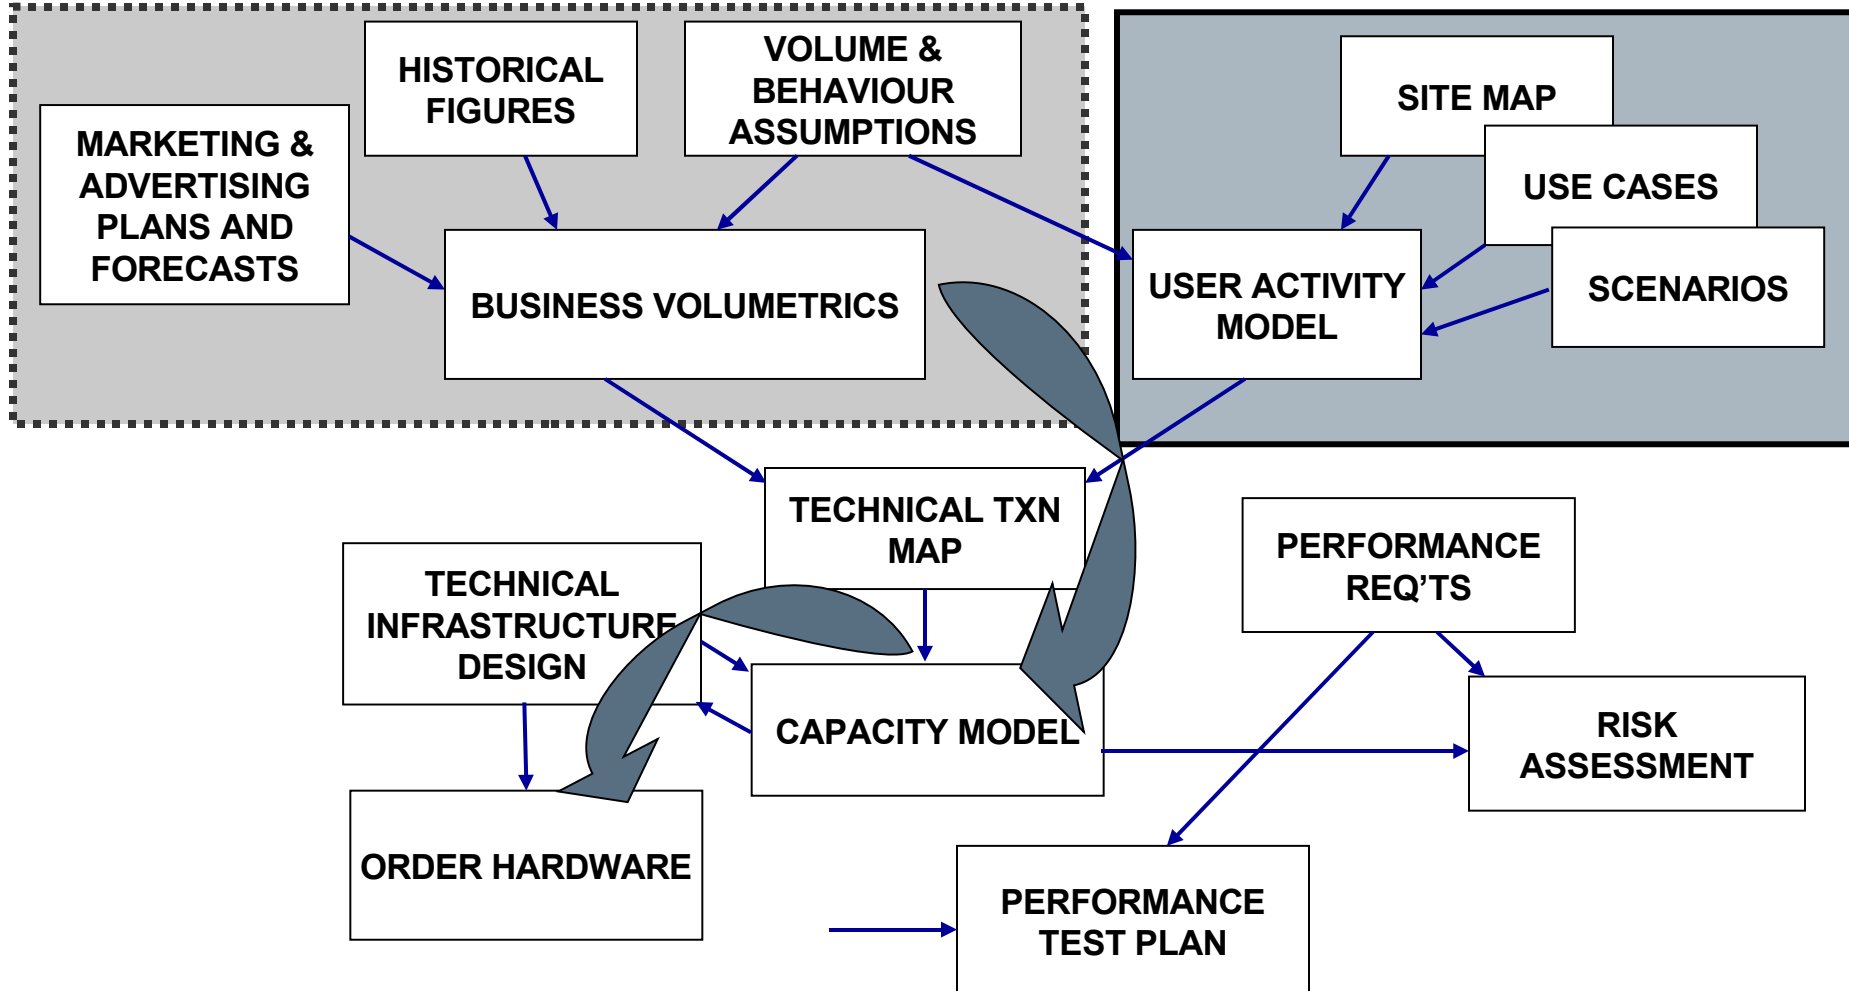 HISTORICAL
FIGURES
VOLUME &
BEHAVIOUR
ASSUMPTIONS
MARKETING &
ADVERTISING
PLANS AND
FORECASTS
BUSINESS VOLUMETRICS
SITE MAP
USE CASES
SCENARIOS
USER ACTIVITY
MODEL
TECHNICAL TXN
MAP
TECHNICAL
INFRASTRUCTURE
DESIGN
PERFORMANCE
REQ’TS
CAPACITY MODEL
RISK
ASSESSMENT
ORDER HARDWARE
PERFORMANCE
TEST PLAN